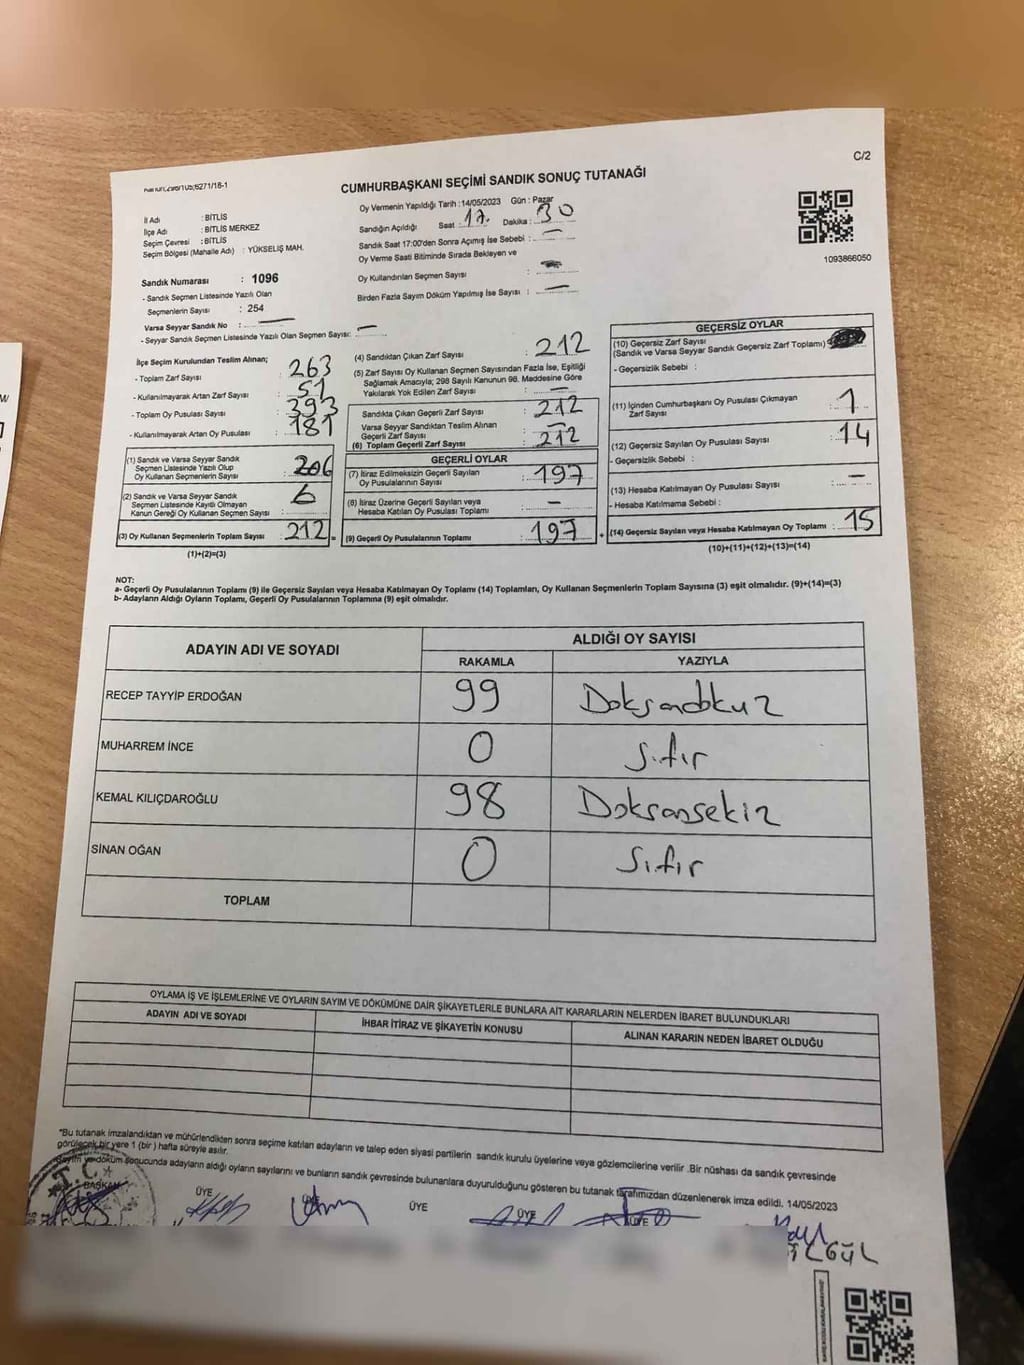 C/2
CUMHURBAŞKANI SEÇİMİ SANDIK SONUÇ TUTANAĞI
Oy Vermenin Yapıldığı Tarih :14/05/2023 Gün : Pazar
İl Adı : BİTLİS
İlçe Adı : BİTLİS MERKEZ
Seçim Çevresi : BİTLİS
Seçim Bölgesi (Mahalle Adı) : YÜKSELİŞ MAH.
Sandık Numarası : 1096
- Sandık Seçmen Listesinde Yazılı Olan
Seçmenlerin Sayısı : 254
Varsa Seyyar Sandık No : —
- Seyyar Sandık Seçmen Listesinde Yazılı Olan Seçmen Sayısı: —
Sandığın Açıldığı Saat : 17 Dakika : 30
Sandık Saat 17:00'den Sonra Açımış İse Sebebi : —
Oy Verme Saati Bitiminde Sırada Bekleyen ve
Oy Kullandırılan Seçmen Sayısı :
Birden Fazla Sayım Döküm Yapılmış İse Sayısı : —
1093866050
İlçe Seçim Kurulundan Teslim Alınan;
- Toplam Zarf Sayısı : 263
- Kullanılmayarak Artan Zarf Sayısı : 51
- Toplam Oy Pusulası Sayısı : 393
- Kullanılmayarak Artan Oy Pusulası : 181
(1) Sandık ve Varsa Seyyar Sandık
Seçmen Listesinde Yazılı Olup
Oy Kullanan Seçmenlerin Sayısı : 206
(2) Sandık ve Varsa Seyyar Sandık
Seçmen Listesinde Kayıtlı Olmayan
Kanun Gereği Oy Kullanan Seçmen Sayısı : 6
(3) Oy Kullanan Seçmenlerin Toplam Sayısı : 212
(1)+(2)=(3)
(4) Sandıktan Çıkan Zarf Sayısı : 212
(5) Zarf Sayısı Oy Kullanan Seçmen Sayısından Fazla İse, Eşitliği
Sağlamak Amacıyla; 298 Sayılı Kanunun 98. Maddesine Göre
Yakılarak Yok Edilen Zarf Sayısı : —
Sandıkta Çıkan Geçerli Zarf Sayısı : 212
Varsa Seyyar Sandıktan Teslim Alınan
Geçerli Zarf Sayısı : —
(6) Toplam Geçerli Zarf Sayısı : 212
GEÇERLİ OYLAR
(7) İtiraz Edilmeksizin Geçerli Sayılan
Oy Pusulalarının Sayısı : 197
(8) İtiraz Üzerine Geçerli Sayılan veya
Hesaba Katılan Oy Pusulası Toplamı : —
(9) Geçerli Oy Pusulalarının Toplamı : 197
GEÇERSİZ OYLAR
(10) Geçersiz Zarf Sayısı
(Sandık ve Varsa Seyyar Sandık Geçersiz Zarf Toplamı)
- Geçersizlik Sebebi :
(11) İçinden Cumhurbaşkanı Oy Pusulası Çıkmayan
Zarf Sayısı : 1
(12) Geçersiz Sayılan Oy Pusulası Sayısı : 14
- Geçersizlik Sebebi :
(13) Hesaba Katılmayan Oy Pusulası Sayısı : —
- Hesaba Katılmama Sebebi :
(14) Geçersiz Sayılan veya Hesaba Katılmayan Oy Toplamı : 15
(10)+(11)+(12)+(13)=(14)
NOT:
a- Geçerli Oy Pusulalarının Toplamı (9) ile Geçersiz Sayılan veya Hesaba Katılmayan Oy Toplamı (14) Toplamları, Oy Kullanan Seçmenlerin Toplam Sayısına (3) eşit olmalıdır. (9)+(14)=(3)
b- Adayların Aldığı Oyların Toplamı, Geçerli Oy Pusulalarının Toplamına (9) eşit olmalıdır.
ADAYIN ADI VE SOYADI ALDIĞI OY SAYISI
RAKAMLA YAZIYLA
RECEP TAYYİP ERDOĞAN 99 Doksandokuz
MUHARREM İNCE 0 Sıfır
KEMAL KILIÇDAROĞLU 98 Doksansekiz
SİNAN OĞAN 0 Sıfır
TOPLAM
OYLAMA İŞ VE İŞLEMLERİNE VE OYLARIN SAYIM VE DÖKÜMÜNE DAİR ŞİKAYETLERLE BUNLARA AİT KARARLARIN NELERDEN İBARET BULUNDUKLARI
ADAYIN ADI VE SOYADI İHBAR İTİRAZ VE ŞİKAYETİN KONUSU ALINAN KARARIN NEDEN İBARET OLDUĞU
*Bu tutanak imzalandıktan ve mühürlendikten sonra seçime katılan adayların ve talep eden siyasi partilerin sandık kurulu üyelerine veya gözlemcilerine verilir .Bir nüshası da sandık çevresinde
görülecek bir yere 1 (bir ) hafta süreyle asılır.
Sayım ve döküm sonucunda adayların aldığı oyların sayılarını ve bunların sandık çevresinde bulunanlara duyurulduğunu gösteren bu tutanak tarafımızdan düzenlenerek imza edildi. 14/05/2023
T.C.
BAŞKAN ÜYE ÜYE ÜYE ÜYE ÜYE